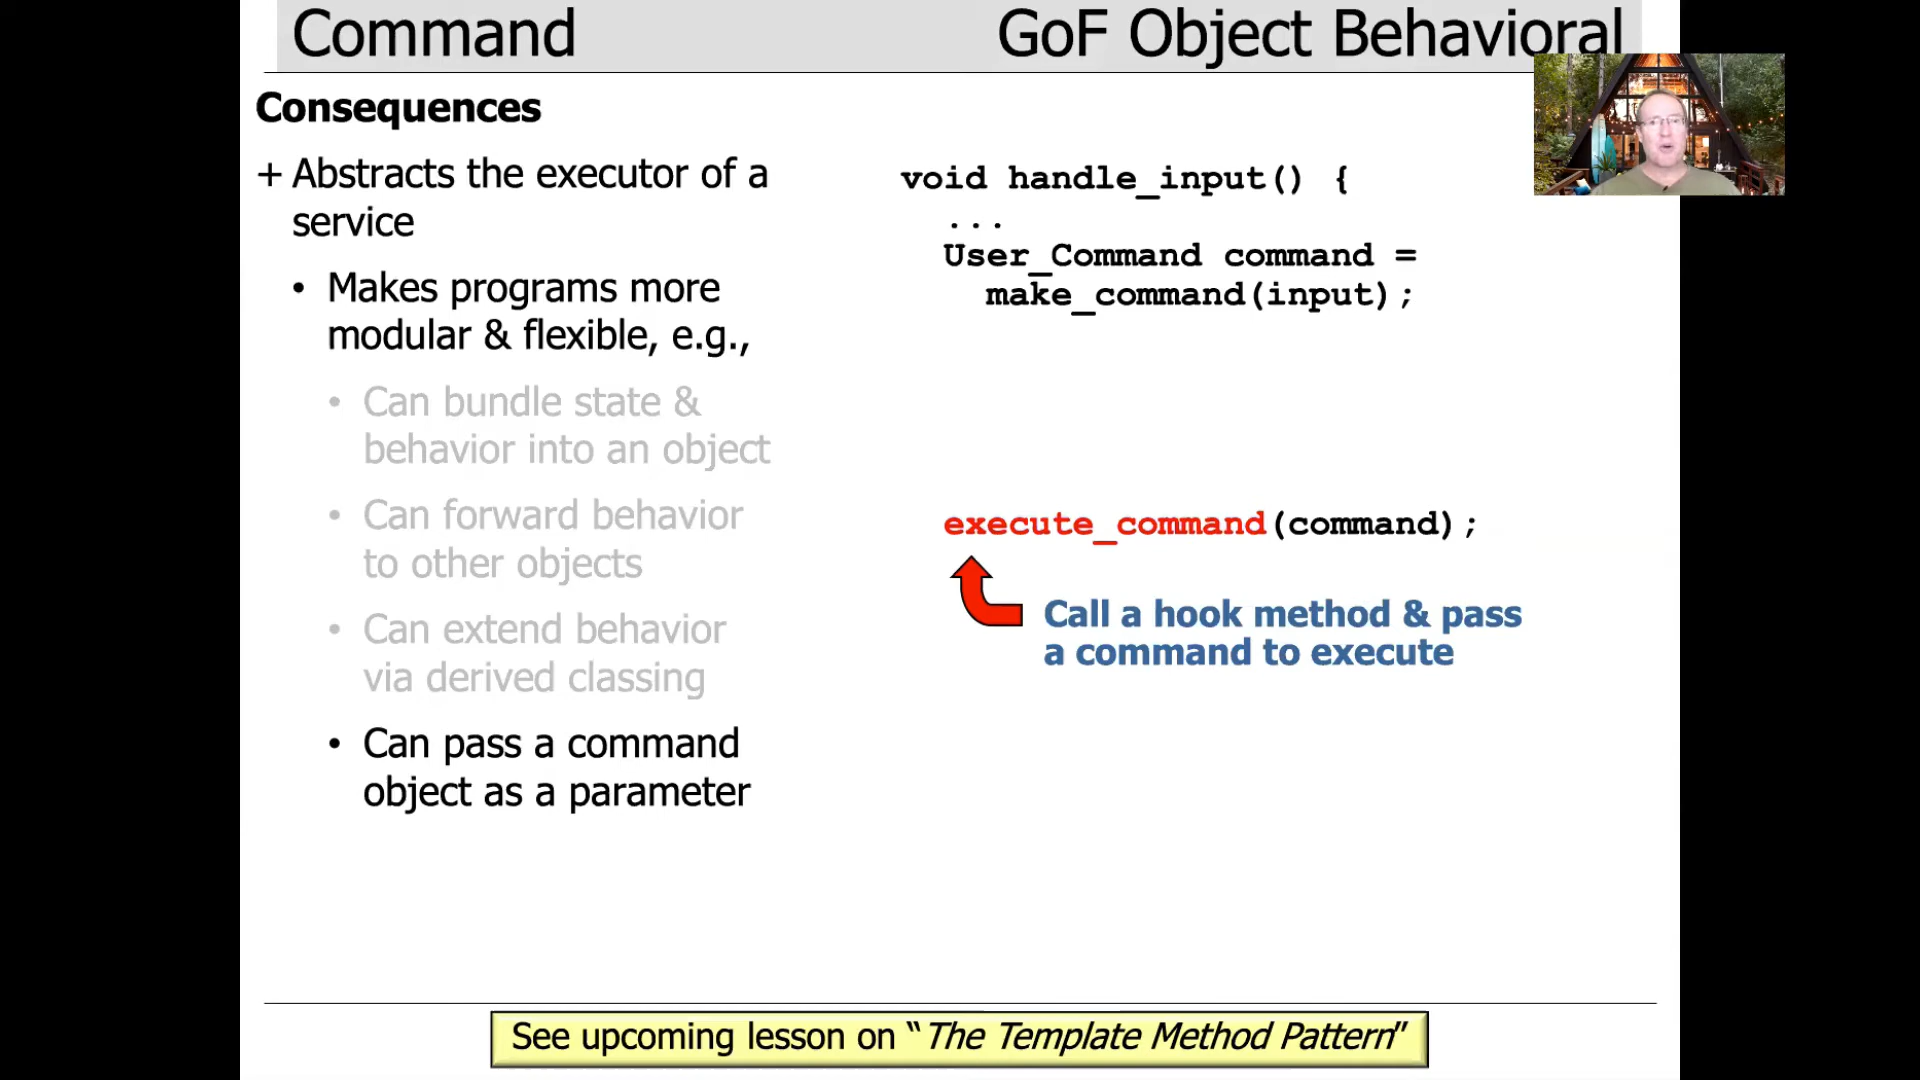 Command
GoF Object Behavioral
Consequences
+ Abstracts the executor of a
service
• Makes programs more
modular & flexible, e.g.,
• Can bundle state &
behavior into an object
• Can forward behavior
to other objects
• Can extend behavior
via derived classing
• Can pass a command
object as a parameter
void handle_input() {
...
User_Command command =
make_command(input);
execute_command(command);
Call a hook method & pass
a command to execute
See upcoming lesson on “The Template Method Pattern”